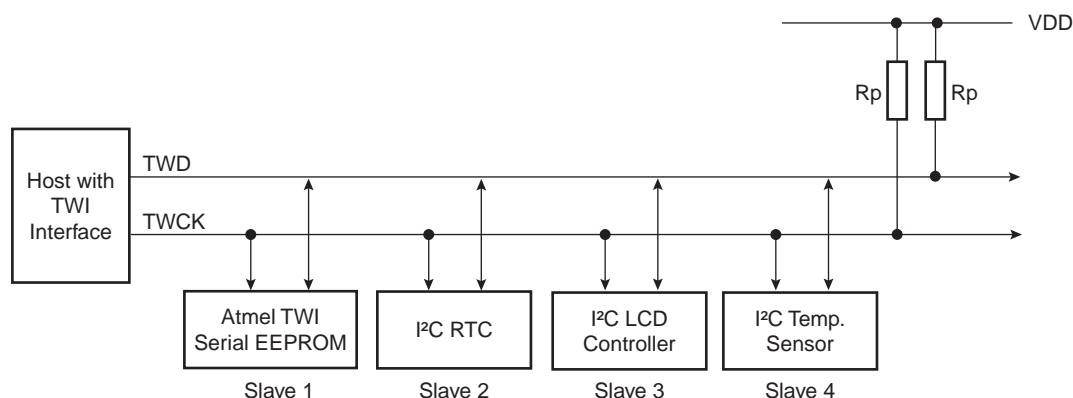 VDD
Rp
Rp
Host with
TWI
Interface
TWD
TWCK
Atmel TWI
Serial EEPROM
I²C RTC
I²C LCD
Controller
I²C Temp.
Sensor
Slave 1
Slave 2
Slave 3
Slave 4